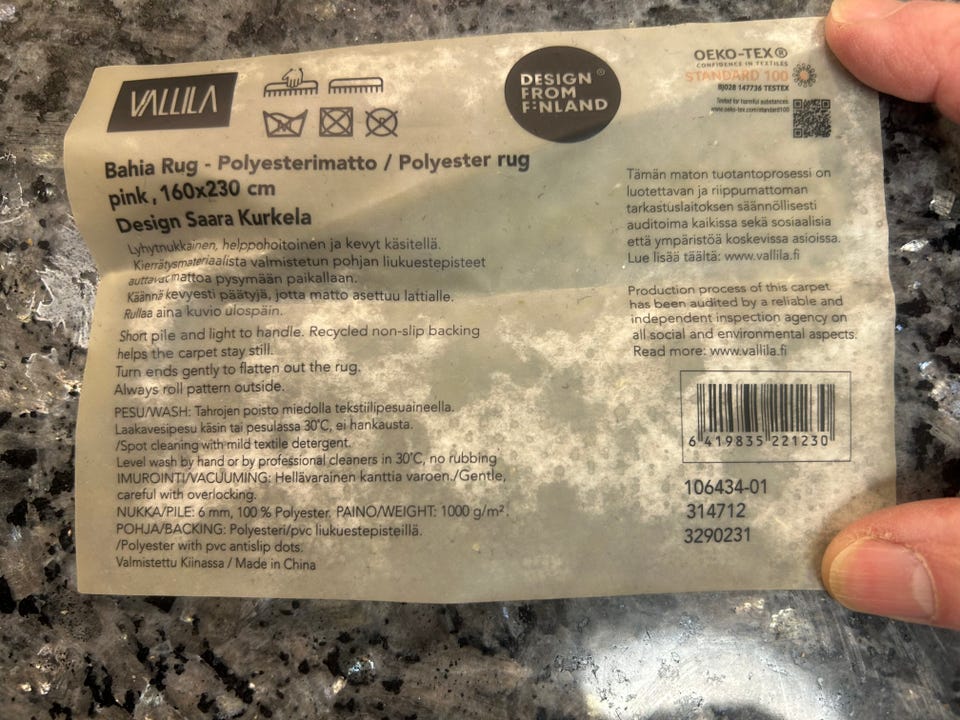 VALLILA
DESIGN
FROM
FINLAND
®
OEKO-TEX®
CONFIDENCE IN TEXTILES
STANDARD 100
BJ028 147736 TESTEX
Tested for harmful substances
www.oeko-tex.com/standard100
Bahia Rug - Polyesterimatto / Polyester rug
pink, 160x230 cm
Design Saara Kurkela
Lyhytnukkainen, helppohoitoinen ja kevyt käsitellä.
Kierrätysmateriaalista valmistetun pohjan liukuestepisteet
auttavat mattoa pysymään paikallaan.
Käännä kevyesti päätyjä, jotta matto asettuu lattialle.
Rullaa aina kuvio ulospäin.
Short pile and light to handle. Recycled non-slip backing
helps the carpet stay still.
Turn ends gently to flatten out the rug.
Always roll pattern outside.
PESU/WASH: Tahrojen poisto miedolla tekstiilipesuaineella.
Laakavesipesu käsin tai pesulassa 30°C, ei hankausta.
/Spot cleaning with mild textile detergent.
Level wash by hand or by professional cleaners in 30°C, no rubbing
IMUROINTI/VACUUMING: Hellävarainen kanttia varoen./Gentle,
careful with overlocking.
NUKKA/PILE: 6 mm, 100 % Polyester. PAINO/WEIGHT: 1000 g/m².
POHJA/BACKING: Polyesteri/pvc liukuestepisteillä.
/Polyester with pvc antislip dots.
Valmistettu Kiinassa / Made in China
Tämän maton tuotantoprosessi on
luotettavan ja riippumattoman
tarkastuslaitoksen säännöllisesti
auditoima kaikissa sekä sosiaalisia
että ympäristöä koskevissa asioissa.
Lue lisää täältä: www.vallila.fi
Production process of this carpet
has been audited by a reliable and
independent inspection agency on
all social and environmental aspects.
Read more: www.vallila.fi
6 419835 221230
106434-01
314712
3290231